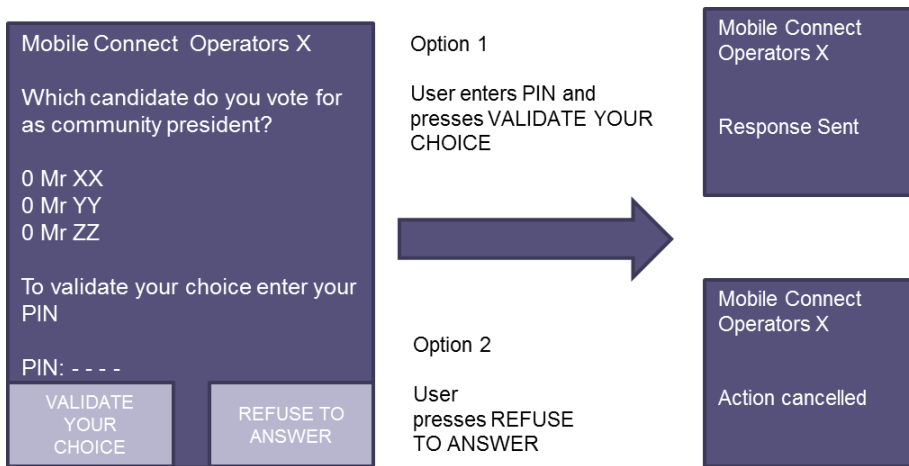 Mobile Connect Operators X
Which candidate do you vote for
as community president?
0 Mr XX
0 Mr YY
0 Mr ZZ
To validate your choice enter your
PIN
PIN: - - - -
VALIDATE
YOUR
CHOICE
REFUSE TO
ANSWER
Option 1
User enters PIN and
presses VALIDATE YOUR
CHOICE
Option 2
User
presses REFUSE
TO ANSWER
Mobile Connect
Operators X
Response Sent
Mobile Connect
Operators X
Action cancelled